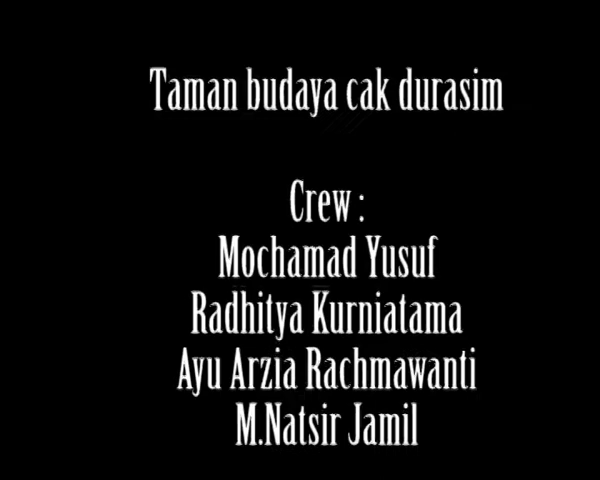 Taman budaya cak durasim
Crew :
Mochamad Yusuf
Radhitya Kurniatama
Ayu Arzia Rachmawanti
M.Natsir Jamil